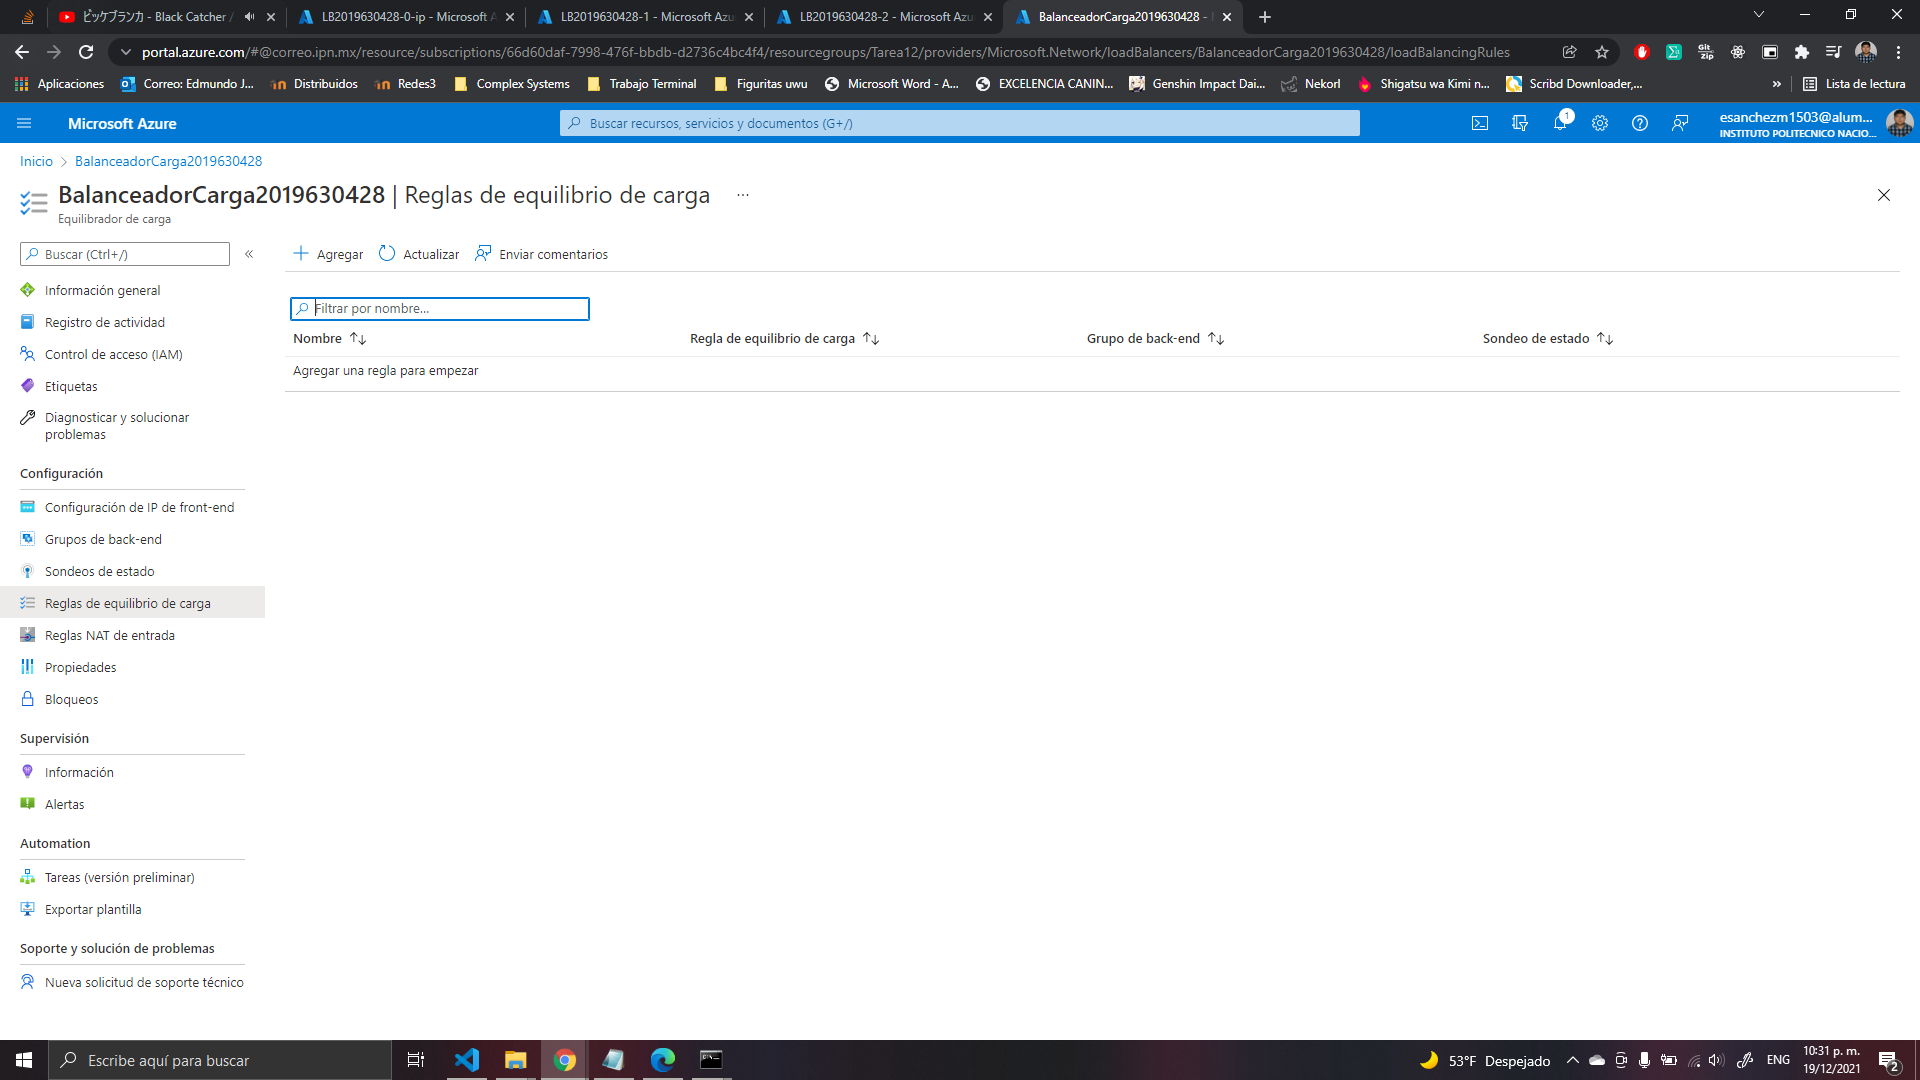 ピッケブランカ - Black Catcher /
LB2019630428-0-ip - Microsoft A
LB2019630428-1 - Microsoft Azu
LB2019630428-2 - Microsoft Azu
BalanceadorCarga2019630428 -
portal.azure.com/#@correo.ipn.mx/resource/subscriptions/66d60daf-7998-476f-bbdb-d2736c4bc4f4/resourcegroups/Tarea12/providers/Microsoft.Network/loadBalancers/BalanceadorCarga2019630428/loadBalancingRules
Git zip
Aplicaciones
Correo: Edmundo J...
Distribuidos
Redes3
Complex Systems
Trabajo Terminal
Figuritas uwu
Microsoft Word - A...
EXCELENCIA CANIN...
Genshin Impact Dai...
Nekorl
Shigatsu wa Kimi n...
Scribd Downloader,...
»
Lista de lectura
Microsoft Azure
Buscar recursos, servicios y documentos (G+/)
1
esanchezm1503@alum...
INSTITUTO POLITECNICO NACIO...
Inicio > BalanceadorCarga2019630428
BalanceadorCarga2019630428 | Reglas de equilibrio de carga ...
Equilibrador de carga
Buscar (Ctrl+/)
«
Agregar
Actualizar
Enviar comentarios
Información general
Registro de actividad
Control de acceso (IAM)
Etiquetas
Diagnosticar y solucionar
problemas
Configuración
Configuración de IP de front-end
Grupos de back-end
Sondeos de estado
Reglas de equilibrio de carga
Reglas NAT de entrada
Propiedades
Bloqueos
Supervisión
Información
Alertas
Automation
Tareas (versión preliminar)
Exportar plantilla
Soporte y solución de problemas
Nueva solicitud de soporte técnico
Filtrar por nombre...
Nombre
Regla de equilibrio de carga
Grupo de back-end
Sondeo de estado
Agregar una regla para empezar
Escribe aquí para buscar
53°F Despejado
ENG
10:31 p. m.
19/12/2021
2